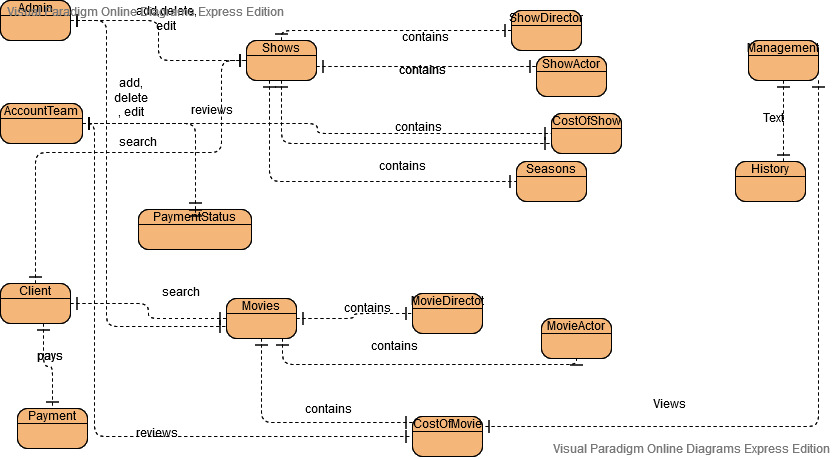 Visual Paradigm Online Diagrams Express Edition
Admin
add,delete,
edit
ShowDirector
contains
Shows
Management
ShowActor
contains
add,
delete
, edit
AccountTeam
reviews
CostOfShow
contains
Text
search
contains
Seasons
History
PaymentStatus
Client
search
Movies
MovieDirector
contains
MovieActor
contains
pays
Payment
contains
Views
CostOfMovie
reviews
Visual Paradigm Online Diagrams Express Edition